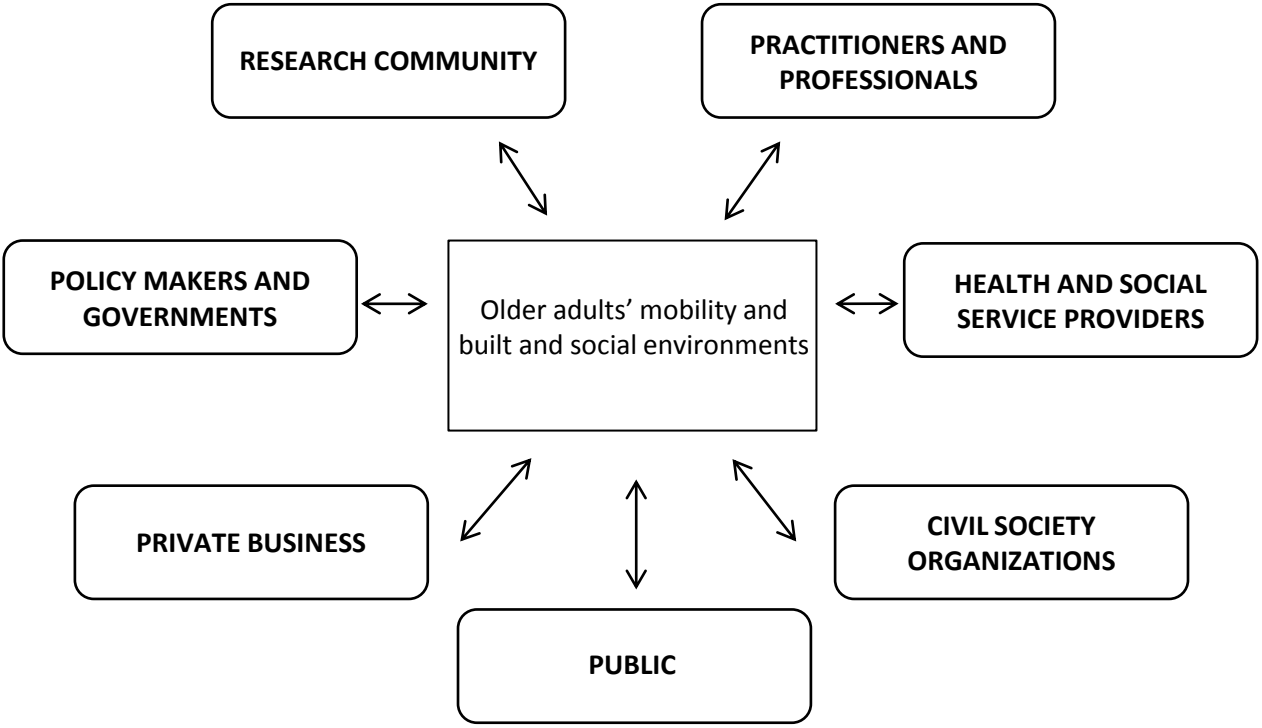 RESEARCH COMMUNITY
PRACTITIONERS AND
PROFESSIONALS
POLICY MAKERS AND
GOVERNMENTS
Older adults’ mobility and
built and social environments
HEALTH AND SOCIAL
SERVICE PROVIDERS
PRIVATE BUSINESS
CIVIL SOCIETY
ORGANIZATIONS
PUBLIC